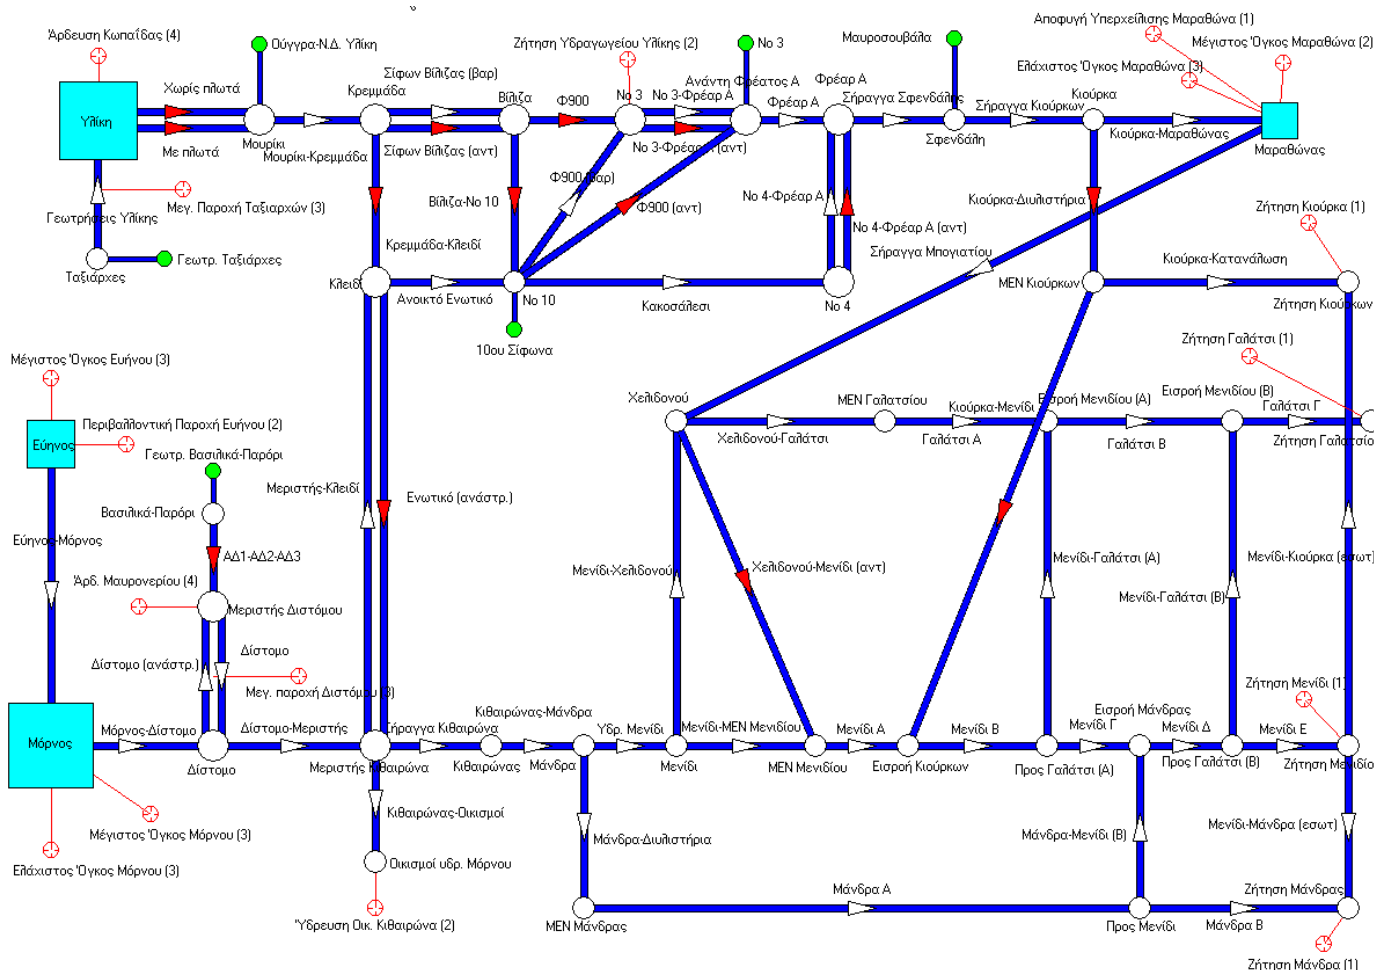 Άρδευση Κωπαΐδας (4)
Ούγγρα-Ν.Δ. Υλίκη
Ζήτηση Υδραγωγείου Υλίκης (2)
Νο 3
Μαυροσουβάλα
Αποφυγή Υπερχείλισης Μαραθώνα (1)
Μέγιστος Όγκος Μαραθώνα (2)
Ελάχιστος Όγκος Μαραθώνα (3)
Χωρίς πλωτά
Σίφων Βίλιζας (βαρ)
Κρεμμάδα
Βίλιζα
Φ900
Νο 3
Νο 3-Φρέαρ Α
Ανάντη Φρέατος Α
Φρέαρ Α
Φρέαρ Α
Σήραγγα Σφενδάλης
Σήραγγα Κιούρκων
Κιούρκα
Υλίκη
Με πλωτά
Μουρίκι
Μουρίκι-Κρεμμάδα
Σίφων Βίλιζας (αντ)
Νο 3-Φρέαρ Α (αντ)
Σφενδάλη
Κιούρκα-Μαραθώνας
Μαραθώνας
Γεωτρήσεις Υλίκης
Μεγ. Παροχή Ταξιαρχών (3)
Βίλιζα-Νο 10
Φ900 (βαρ)
Φ900 (αντ)
Νο 4-Φρέαρ Α
Νο 4-Φρέαρ Α (αντ)
Κιούρκα-Διυλιστήρια
Ζήτηση Κιούρκα (1)
Ταξιάρχες
Γεωτρ. Ταξιάρχες
Κρεμμάδα-Κλειδί
Σήραγγα Μπογιατίου
Κιούρκα-Κατανάλωση
Κλειδί
Ανοικτό Ενωτικό
Νο 10
Κακοσάλεσι
Νο 4
ΜΕΝ Κιούρκων
Ζήτηση Κιούρκων
10ου Σίφωνα
Μέγιστος Όγκος Ευήνου (3)
Ζήτηση Γαλάτσι (1)
Χελιδονού
ΜΕΝ Γαλατσίου
Κιούρκα-Μενίδι
Εισροή Μενιδίου (Α)
Εισροή Μενιδίου (Β)
Γαλάτσι Γ
Περιβαλλοντική Παροχή Ευήνου (2)
Εύηνος
Χελιδονού-Γαλάτσι
Γαλάτσι Α
Γαλάτσι Β
Ζήτηση Γαλατσίο
Γεωτρ. Βασιλικά-Παρόρι
Μεριστής-Κλειδί
Ενωτικό (ανάστρ.)
Βασιλικά-Παρόρι
Εύηνος-Μόρνος
ΑΔ1-ΑΔ2-ΑΔ3
Μενίδι-Γαλάτσι (Α)
Μενίδι-Κιούρκα (εσωτ)
Άρδ. Μαυρονερίου (4)
Μενίδι-Χελιδονού
Χελιδονού-Μενίδι (αντ)
Μενίδι-Γαλάτσι (Β)
Μεριστής Διστόμου
Δίστομο (ανάστρ.)
Δίστομο
Μεγ. παροχή Διστόμου (3)
Ζήτηση Μενίδι (1)
Κιθαιρώνας-Μάνδρα
Εισροή Μάνδρας
Μόρνος
Μόρνος-Δίστομο
Δίστομο-Μεριστής
Σήραγγα Κιθαιρώνα
Υδρ. Μενίδι
Μενίδι-ΜΕΝ Μενιδίου
Μενίδι Α
Μενίδι Β
Μενίδι Γ
Μενίδι Δ
Μενίδι Ε
Δίστομο
Μεριστής Κιθαιρώνα
Κιθαιρώνας
Μάνδρα
Μενίδι
ΜΕΝ Μενιδίου
Εισροή Κιούρκων
Προς Γαλάτσι (Α)
Προς Γαλάτσι (Β)
Ζήτηση Μενιδίο
Μέγιστος Όγκος Μόρνου (3)
Κιθαιρώνας-Οικισμοί
Μάνδρα-Διυλιστήρια
Μάνδρα-Μενίδι (Β)
Μενίδι-Μάνδρα (εσωτ)
Ελάχιστος Όγκος Μόρνου (3)
Οικισμοί υδρ. Μόρνου
Μάνδρα Α
Ζήτηση Μάνδρας
Ύδρευση Οικ. Κιθαιρώνα (2)
ΜΕΝ Μάνδρας
Προς Μενίδι
Μάνδρα Β
Ζήτηση Μάνδρα (1)